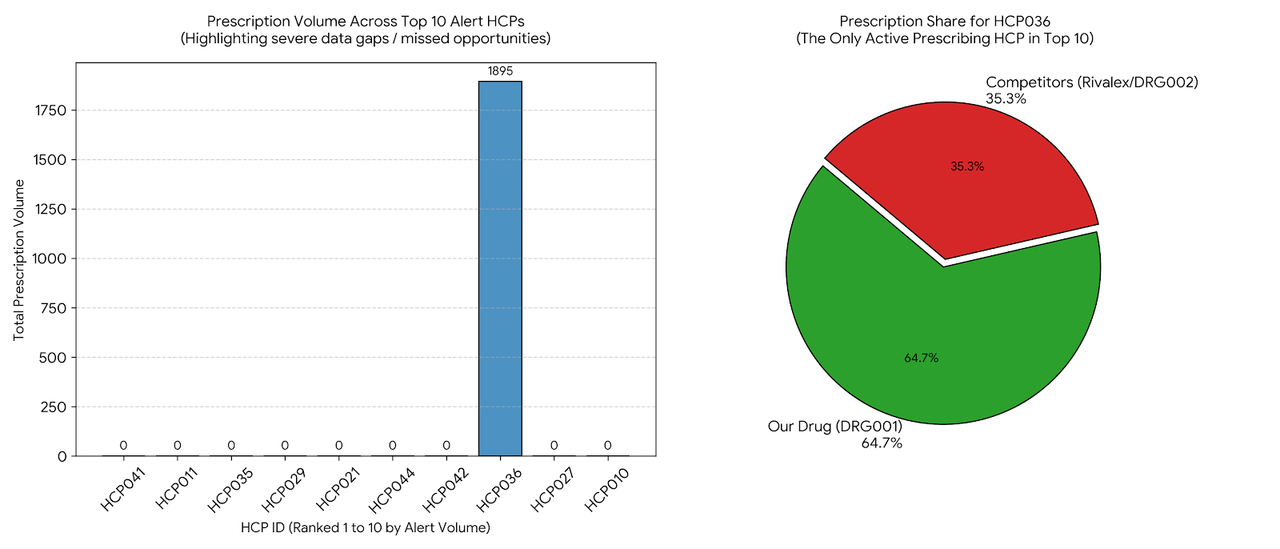 Prescription Volume Across Top 10 Alert HCPs
(Highlighting severe data gaps / missed opportunities)
1895
1750
1500
1250
1000
750
500
250
0
0
0
0
0
0
0
0
0
0
Total Prescription Volume
HCP041
HCP011
HCP035
HCP029
HCP021
HCP044
HCP042
HCP036
HCP027
HCP010
HCP ID (Ranked 1 to 10 by Alert Volume)
Prescription Share for HCP036
(The Only Active Prescribing HCP in Top 10)
Competitors (Rivalex/DRG002)
35.3%
35.3%
64.7%
Our Drug (DRG001)
64.7%